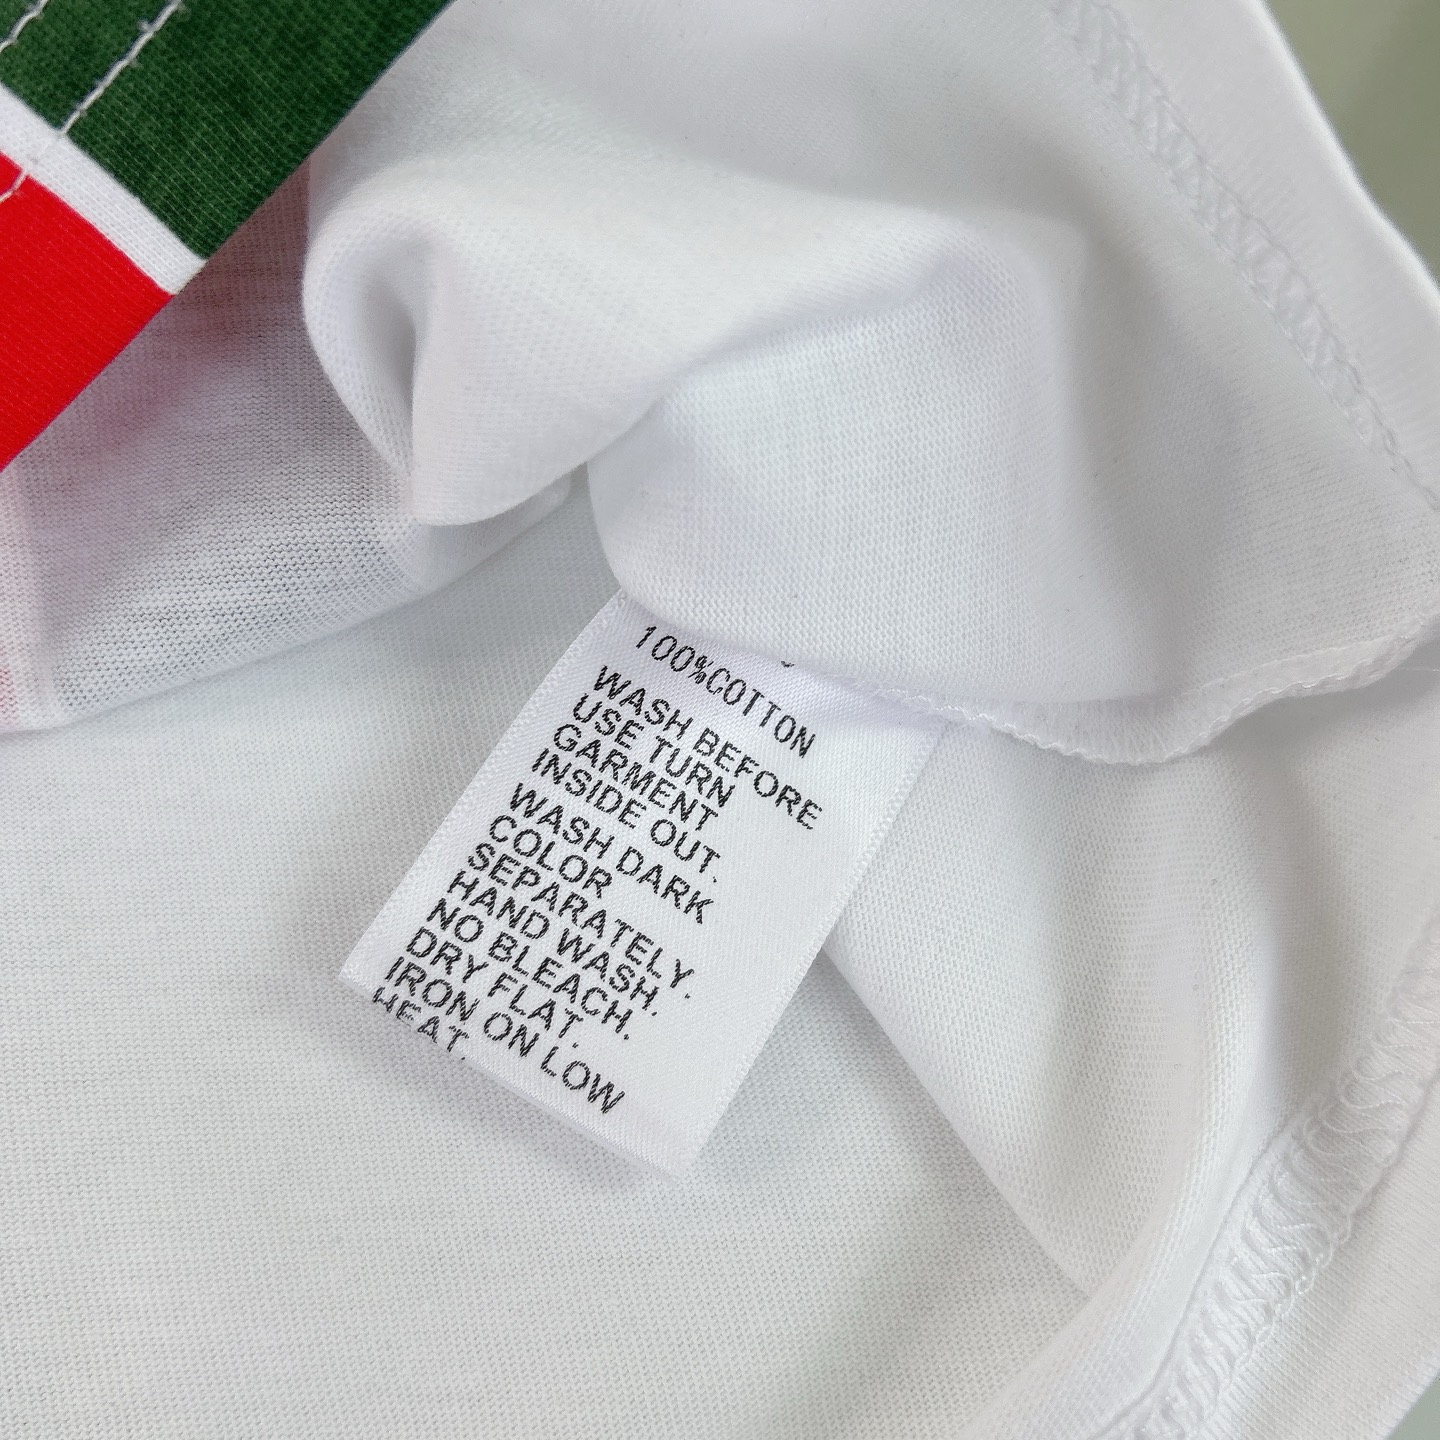 100%COTTON
WASH BEFORE
USE TURN
GARMENT
INSIDE OUT.
WASH DARK
COLOR
SEPARATELY.
HAND WASH.
NO BLEACH.
DRY FLAT.
IRON ON LOW
HEAT.